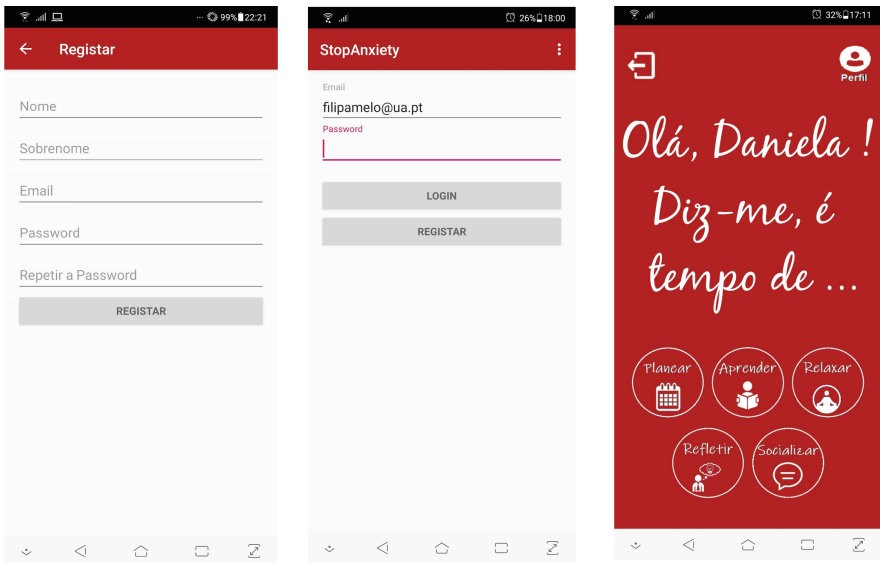 99% 22:21
Registar
Nome
Sobrenome
Email
Password
Repetir a Password
REGISTAR
26% 18:00
StopAnxiety
Email
filipamelo@ua.pt
Password
LOGIN
REGISTAR
32% 17:11
Perfil
Olá, Daniela !
Diz-me, é
tempo de ...
Planear
Aprender
Relaxar
Refletir
Socializar